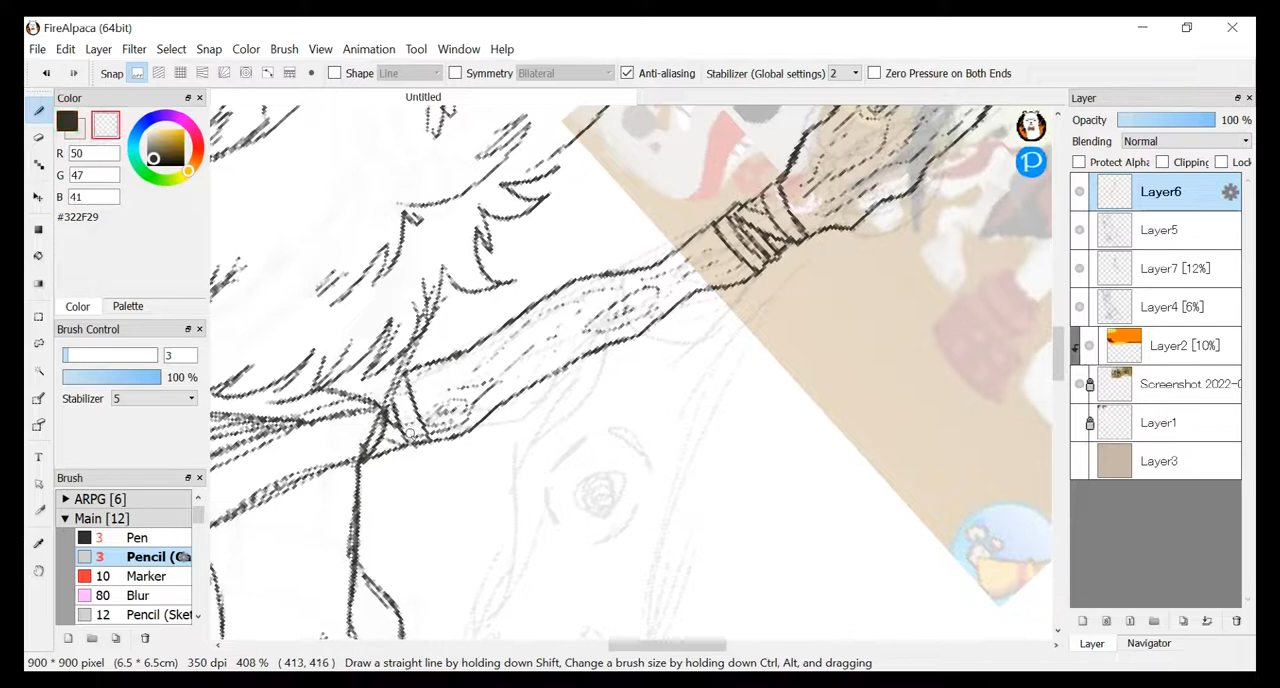 FireAlpaca (64bit)
File Edit Layer Filter Select Snap Color Brush View Animation Tool Window Help
Snap Shape Line Symmetry Bilateral Anti-aliasing Stabilizer (Global settings) 2 Zero Pressure on Both Ends
Color Untitled Layer
Opacity 100 %
Blending Normal
R 50
Protect Alpha Clipping Loc
G 47
B 41
#322F29
Layer6
Layer5
Layer7 [12%]
Color Palette
Layer4 [6%]
Brush Control
3
Layer2 [10%]
100 %
Stabilizer 5
Screenshot 2022-0
Layer1
Layer3
Brush
ARPG [6]
Main [12]
3 Pen
3 Pencil (Ca
10 Marker
80 Blur
12 Pencil (Sket
Layer Navigator
900 * 900 pixel (6.5 * 6.5cm) 350 dpi 408 % ( 413, 416 ) Draw a straight line by holding down Shift, Change a brush size by holding down Ctrl, Alt, and dragging